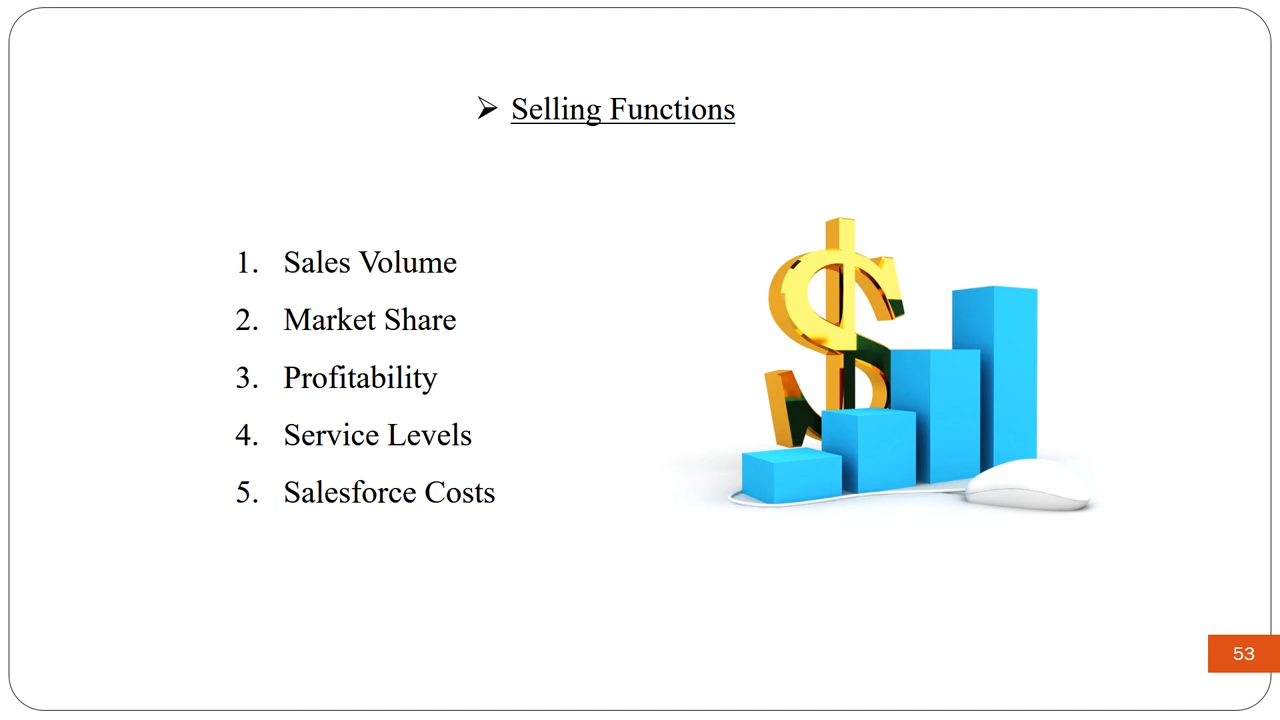 ➢ Selling Functions
1. Sales Volume
2. Market Share
3. Profitability
4. Service Levels
5. Salesforce Costs
53